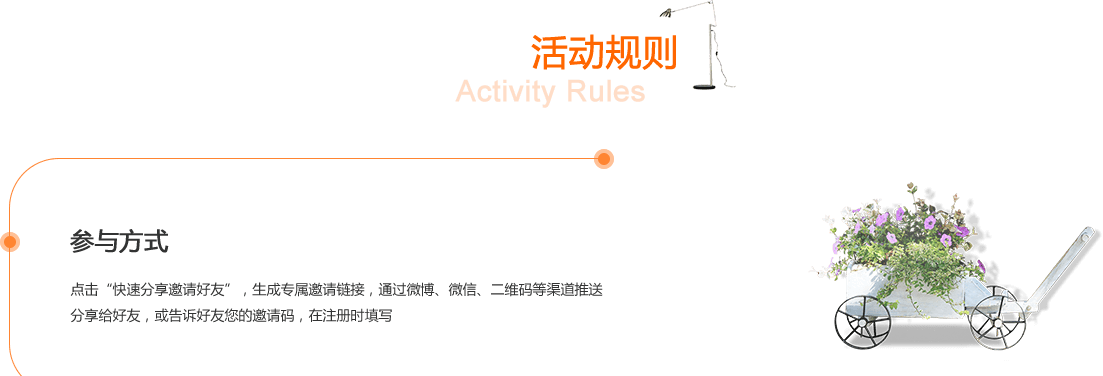 活动规则
Activity Rules
参与方式
点击“快速分享邀请好友”，生成专属邀请链接，通过微博、微信、二维码等渠道推送
分享给好友，或告诉好友您的邀请码，在注册时填写